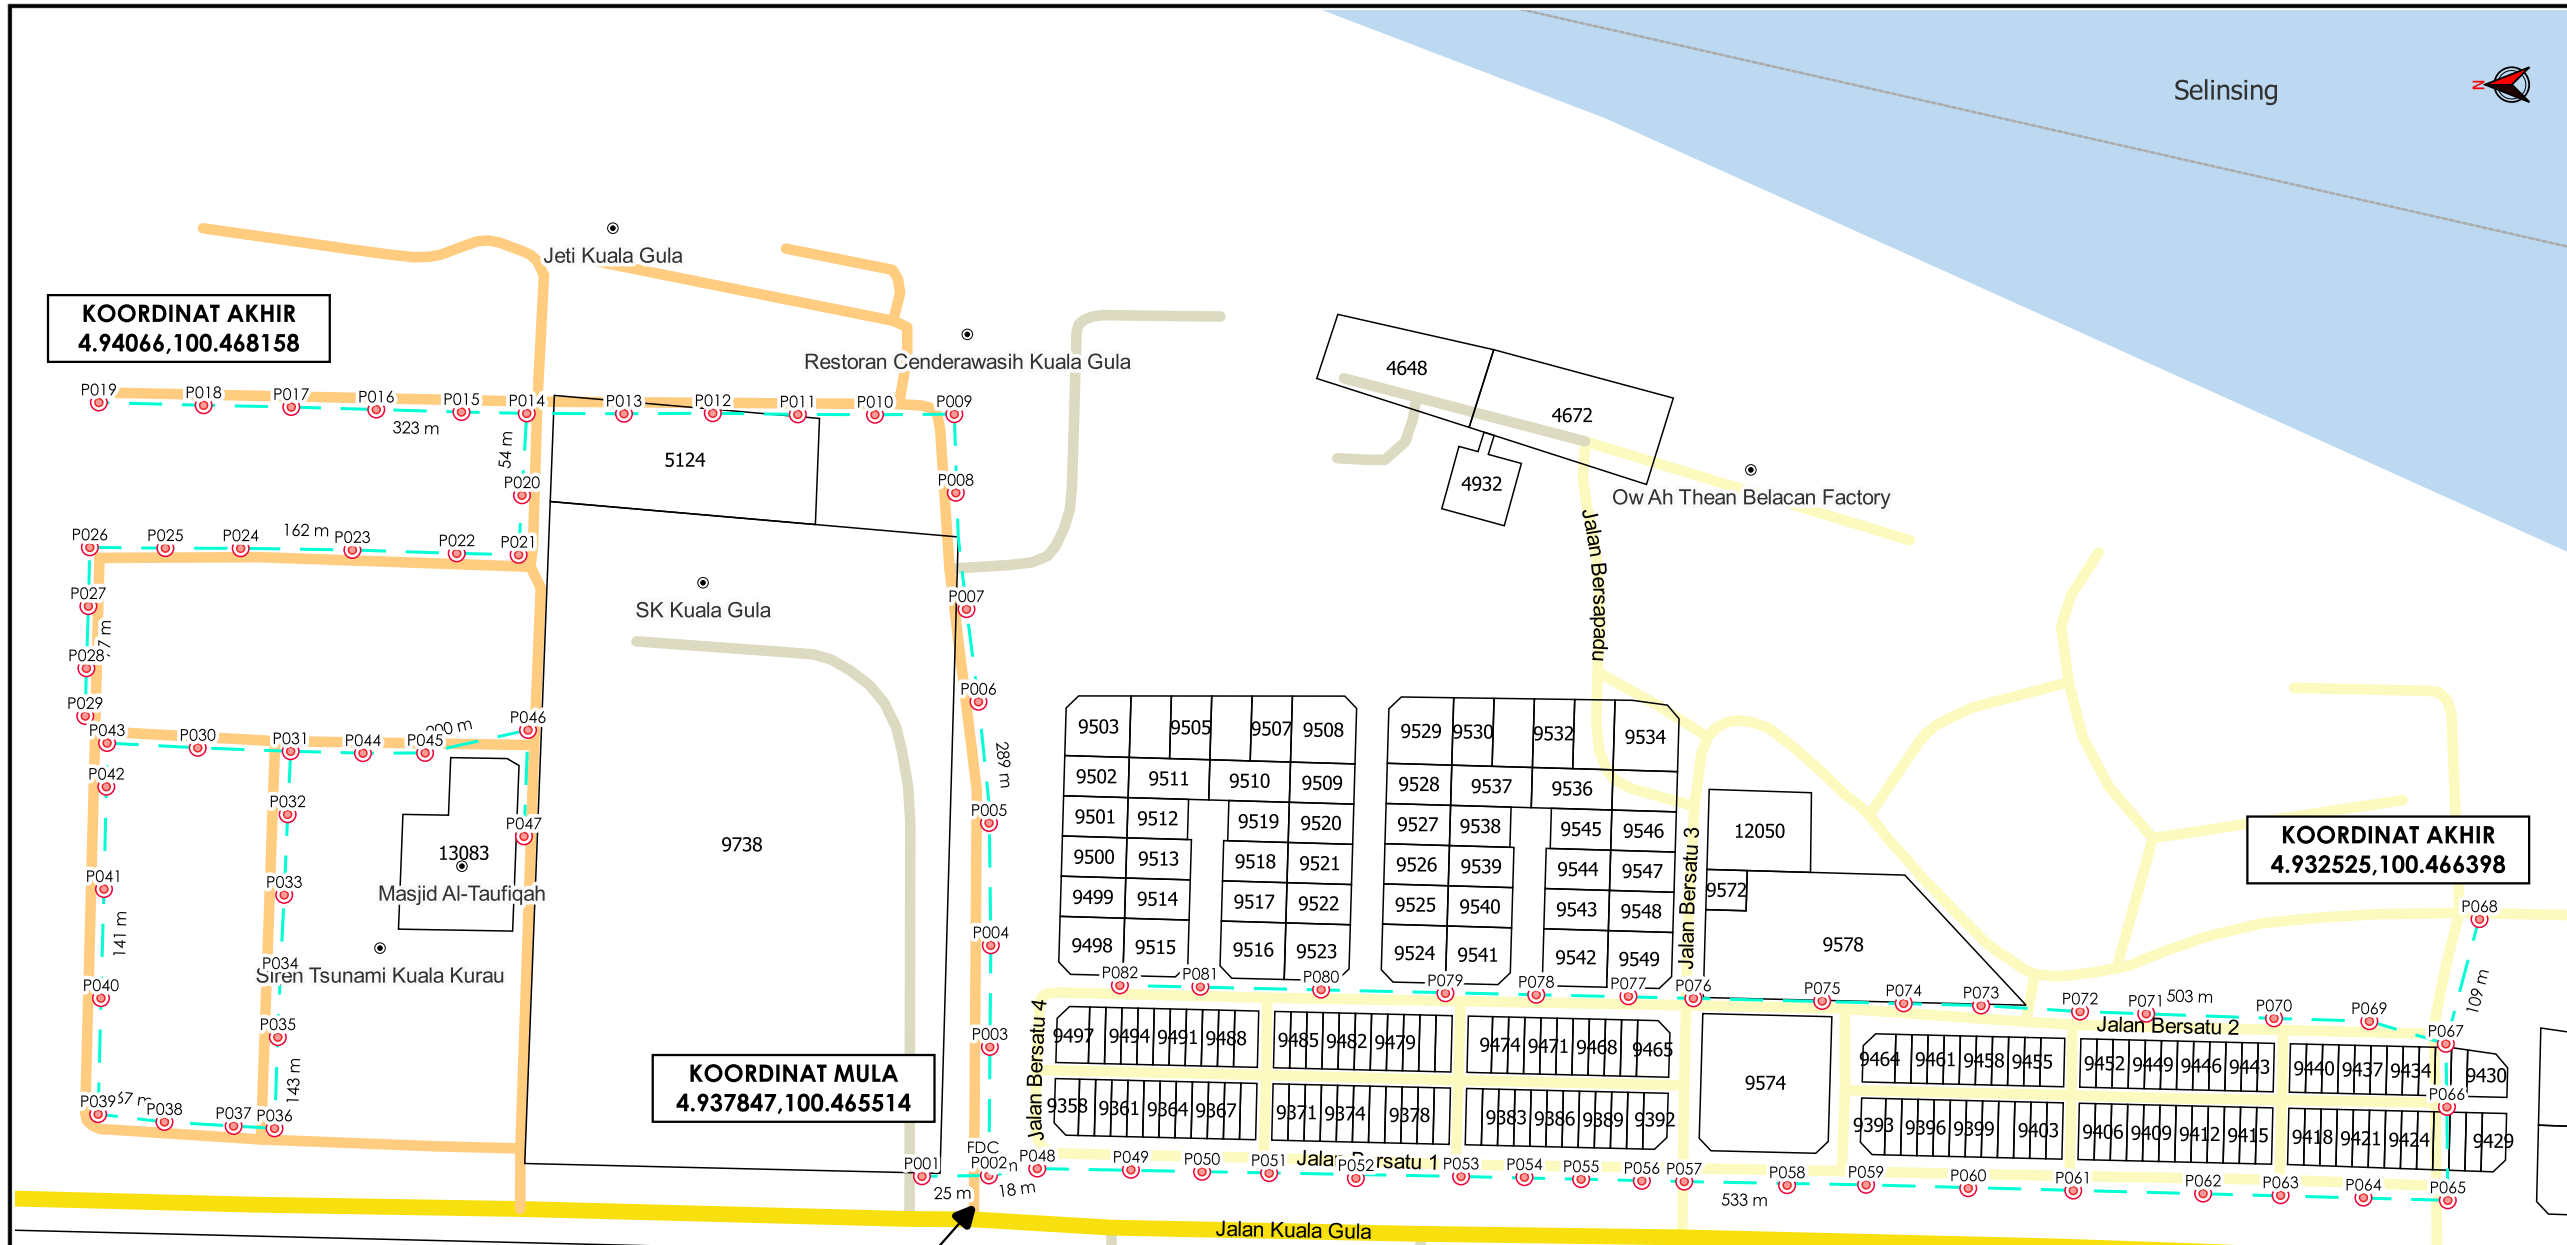 Selinsing
N
Jeti Kuala Gula
KOORDINAT AKHIR
4.94066,100.468158
Restoran Cenderawasih Kuala Gula
P019
P018
P017
P016
P015
P014
P013
P012
P011
P010
P009
323 m
54 m
5124
4648
4672
4932
Ow Ah Thean Belacan Factory
P020
P008
P026
P025
P024
162 m
P023
P022
P021
Jalan Bersapadu
P027
SK Kuala Gula
P007
P028
P029
P006
P043
P030
P031
P044
P045
P046
289 m
P042
P032
P005
P047
9738
13083
Masjid Al-Taufiqah
P041
P033
141 m
P004
P034
Siren Tsunami Kuala Kurau
P040
P035
P003
143 m
P039
P038
P037
P036
KOORDINAT MULA
4.937847,100.465514
FDC
P001
P002
25 m
18 m
9503
9505
9507
9508
9529
9530
9532
9534
9502
9511
9510
9509
9528
9537
9536
9501
9512
9519
9520
9527
9538
9545
9546
9500
9513
9518
9521
9526
9539
9544
9547
9499
9514
9517
9522
9525
9540
9543
9548
9498
9515
9516
9523
9524
9541
9542
9549
Jalan Bersatu 3
12050
9572
9578
KOORDINAT AKHIR
4.932525,100.466398
P068
109 m
P082
P081
P080
P079
P078
P077
P076
P075
P074
P073
P072
P071
503 m
P070
P069
P067
Jalan Bersatu 2
Jalan Bersatu 4
9497
9494
9491
9488
9485
9482
9479
9474
9471
9468
9465
9574
9464
9461
9458
9455
9452
9449
9446
9443
9440
9437
9434
9430
P066
9358
9361
9364
9367
9371
9374
9378
9383
9386
9389
9392
9393
9396
9399
9403
9406
9409
9412
9415
9418
9421
9424
9429
P048
P049
P050
P051
P052
P053
P054
P055
P056
P057
533 m
P058
P059
P060
P061
P062
P063
P064
P065
Jalan Kuala Gula